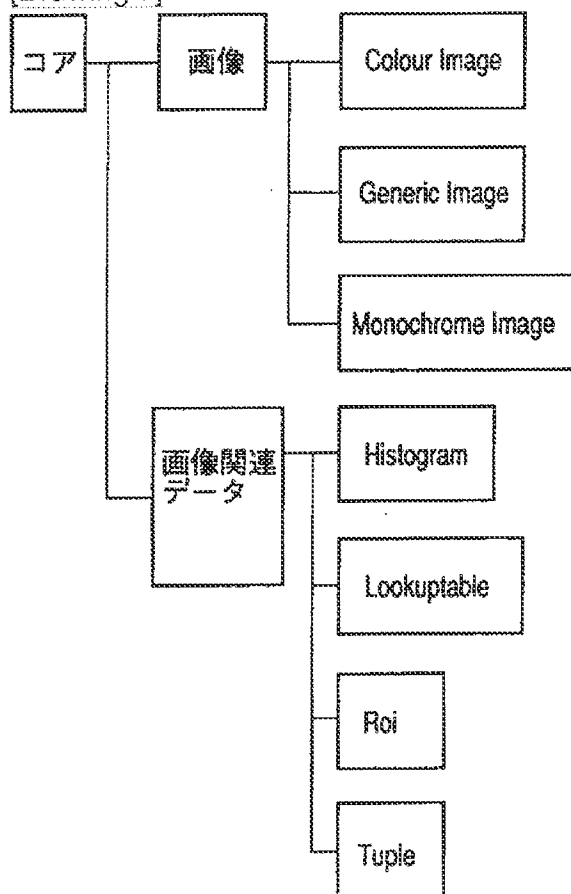 コア
画像
Colour Image
Generic Image
Monochrome Image
画像関連
データ
Histogram
Lookuptable
Roi
Tuple